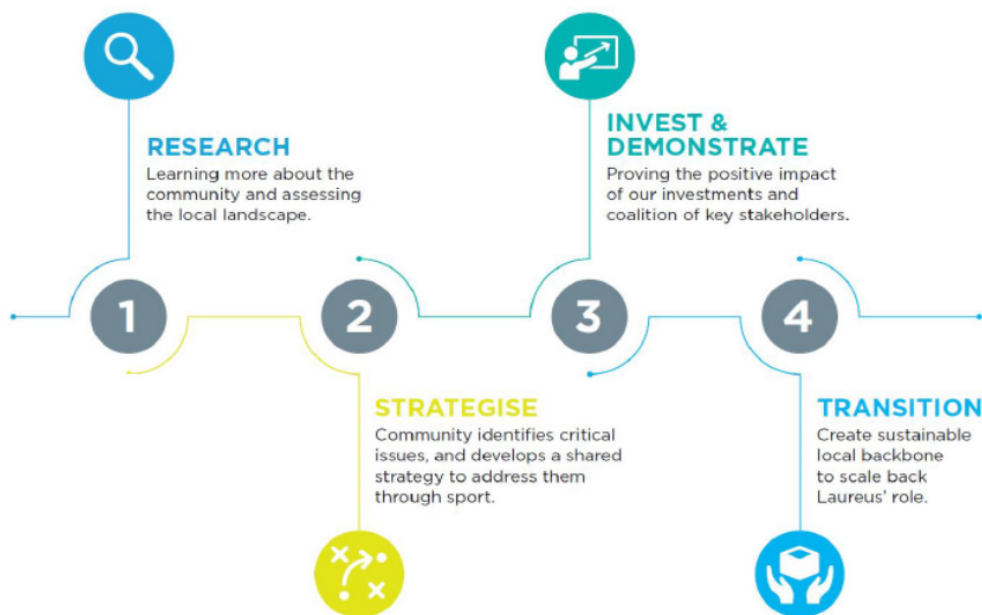 1
RESEARCH
Learning more about the
community and assessing
the local landscape.
2
STRATEGISE
Community identifies critical
issues, and develops a shared
strategy to address them
through sport.
3
INVEST &
DEMONSTRATE
Proving the positive impact
of our investments and
coalition of key stakeholders.
4
TRANSITION
Create sustainable
local backbone
to scale back
Laureus’ role.